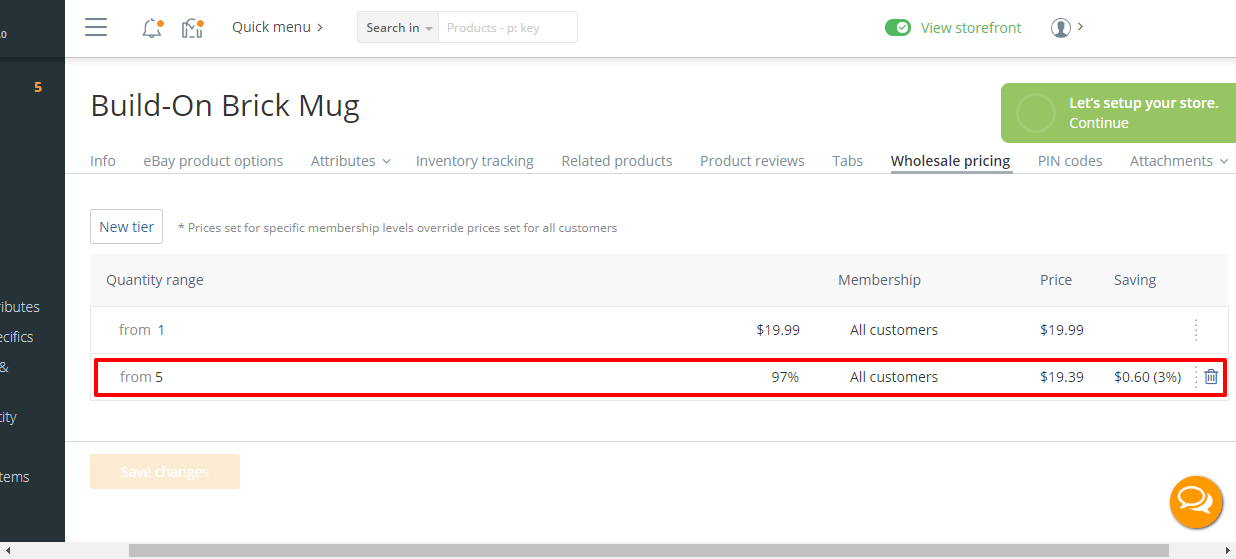 .0
Quick menu
Search in
Products - p: key
View storefront
5
Build-On Brick Mug
Let's setup your store.
Continue
Info eBay product options Attributes Inventory tracking Related products Product reviews Tabs Wholesale pricing PIN codes Attachments
New tier
* Prices set for specific membership levels override prices set for all customers
Quantity range Membership Price Saving
ributes
from 1 $19.99 All customers $19.99
ecifics
&
from 5 97% All customers $19.39 $0.60 (3%)
ity
tems
Save changes